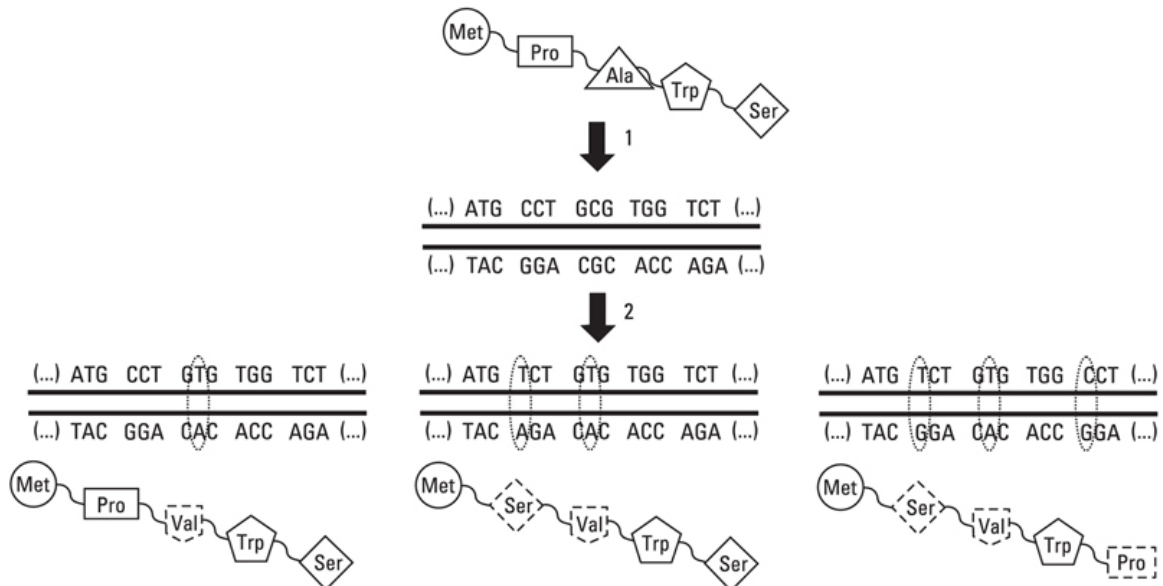 Met
Pro
Ala
Trp
Ser
1
(...) ATG CCT GCG TGG TCT (...)
(...) TAC GGA CGC ACC AGA (...)
2
(...) ATG CCT GTG TGG TCT (...)
(...) TAC GGA CAC ACC AGA (...)
Met
Pro
Val
Trp
Ser
(...) ATG TCT GTG TGG TCT (...)
(...) TAC AGA CAC ACC AGA (...)
Met
Ser
Val
Trp
Ser
(...) ATG TCT GTG TGG CCT (...)
(...) TAC GGA CAC ACC GGA (...)
Met
Ser
Val
Trp
Pro